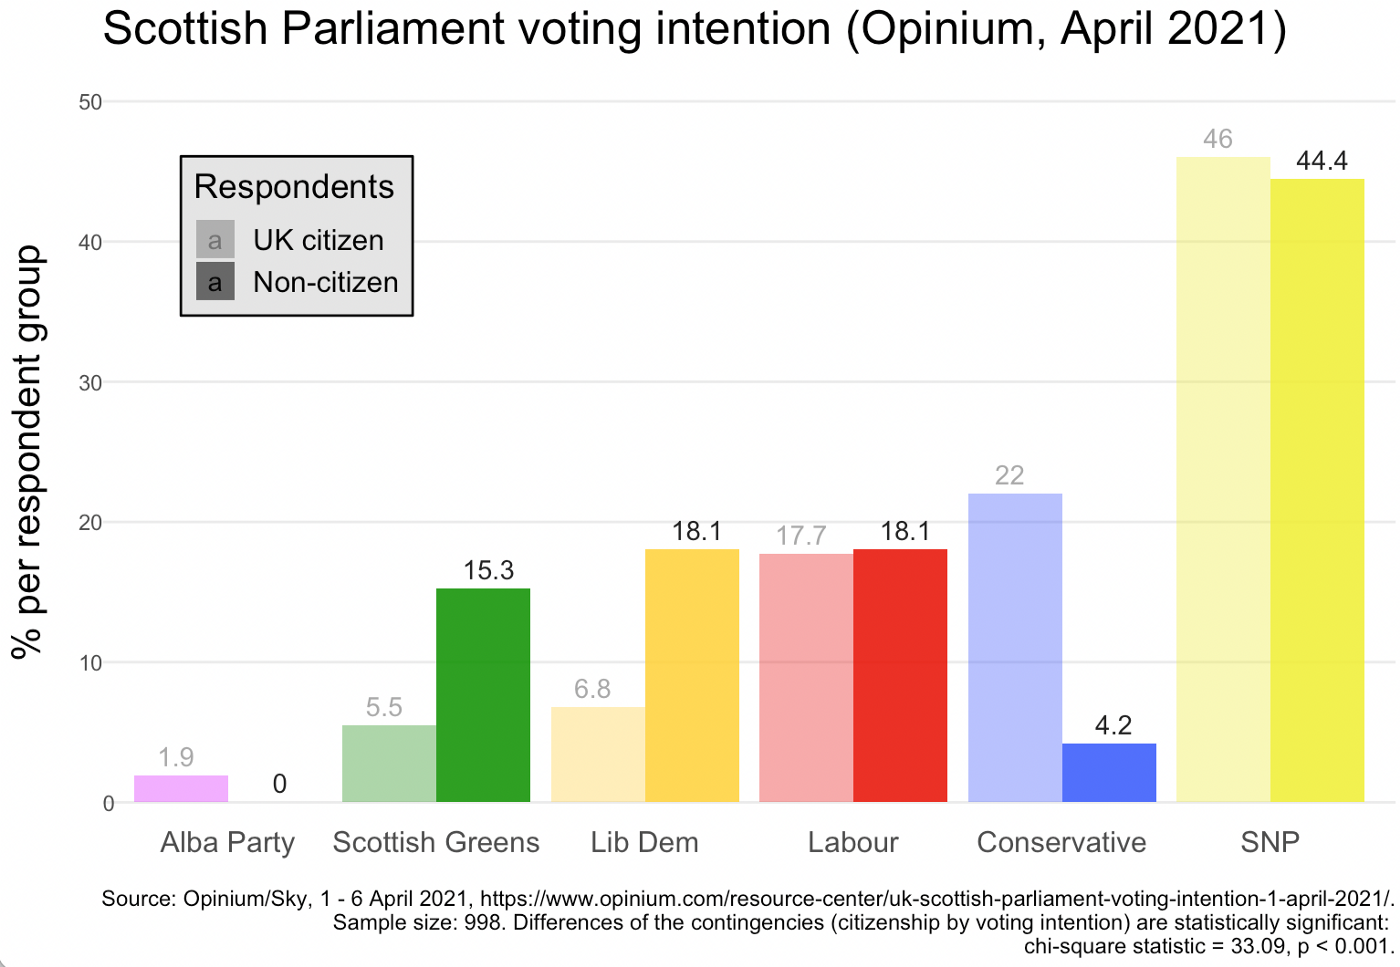 Scottish Parliament voting intention (Opinium, April 2021)
% per respondent group
50
40
30
20
10
0
Respondents
a UK citizen
a Non-citizen
1.9
0
5.5
15.3
6.8
18.1
17.7
18.1
22
4.2
46
44.4
Alba Party
Scottish Greens
Lib Dem
Labour
Conservative
SNP
Source: Opinium/Sky, 1 - 6 April 2021, https://www.opinium.com/resource-center/uk-scottish-parliament-voting-intention-1-april-2021/.
Sample size: 998. Differences of the contingencies (citizenship by voting intention) are statistically significant:
chi-square statistic = 33.09, p < 0.001.